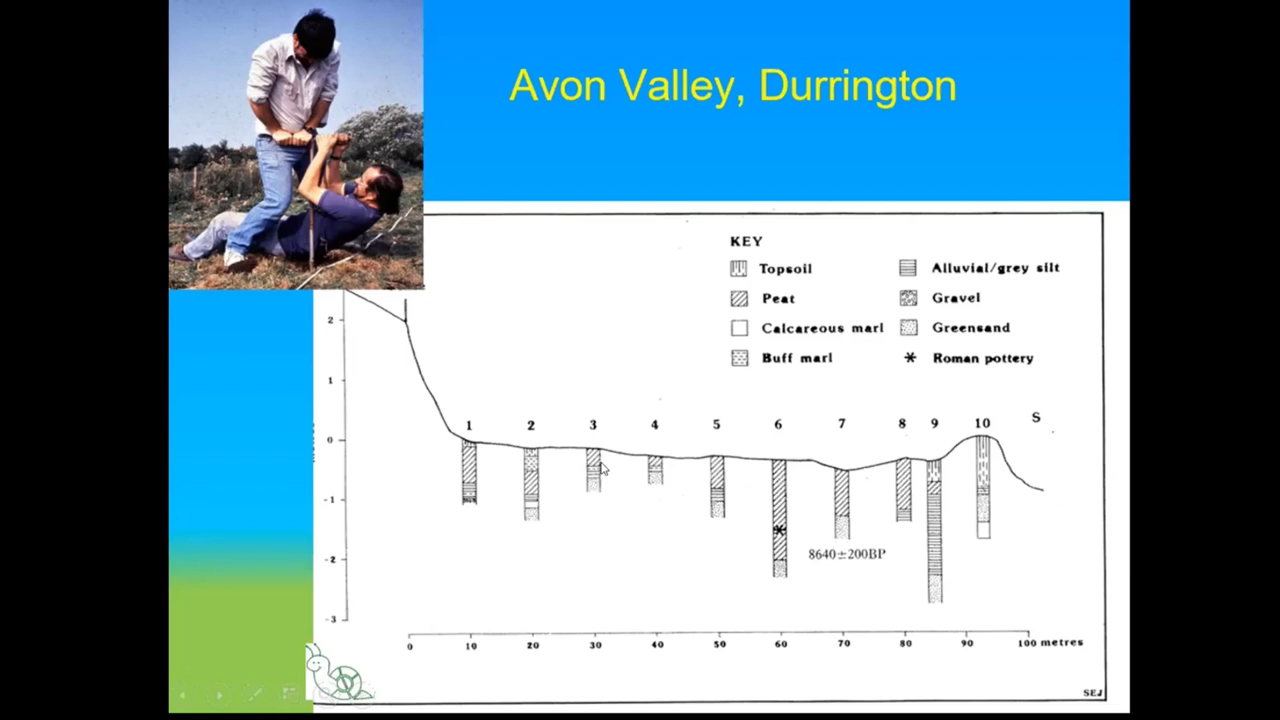 Avon Valley, Durrington
KEY
Topsoil
Alluvial/grey silt
Peat
Gravel
Calcareous marl
Greensand
Buff marl
Roman pottery
2
1
0
-1
-2
-3
1 2 3 4 5 6 7 8 9 10 S
8640±200BP
0 10 20 30 40 50 60 70 80 90 100 metres
SEJ